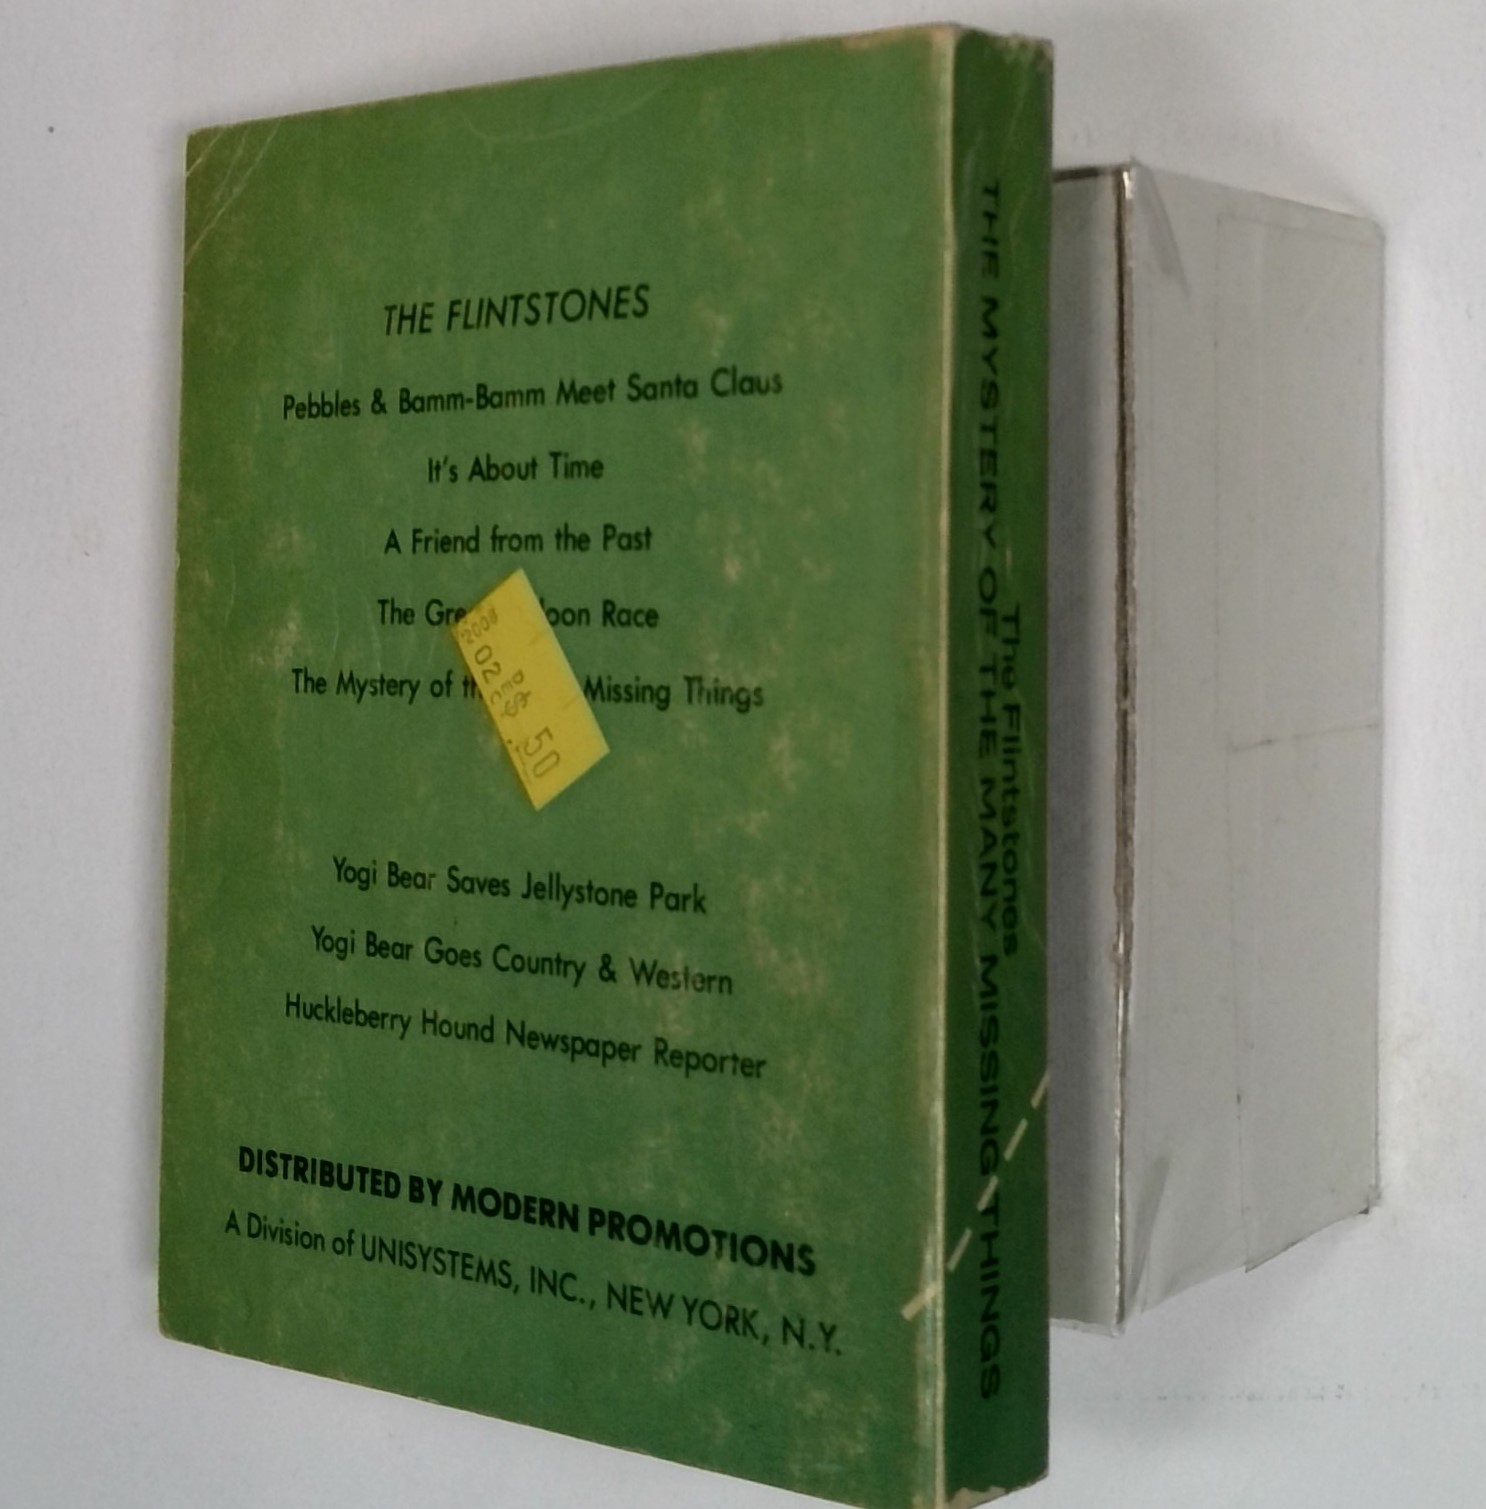 THE FLINTSTONES
Pebbles & Bamm-Bamm Meet Santa Claus
It's About Time
A Friend from the Past
The Gre oon Race
The Mystery of th Missing Things
2008
02
50
Yogi Bear Saves Jellystone Park
Yogi Bear Goes Country & Western
Huckleberry Hound Newspaper Reporter
DISTRIBUTED BY MODERN PROMOTIONS
A Division of UNISYSTEMS, INC., NEW YORK, N.Y.
The Flintstones
THE MYSTERY OF THE MANY MISSING THINGS